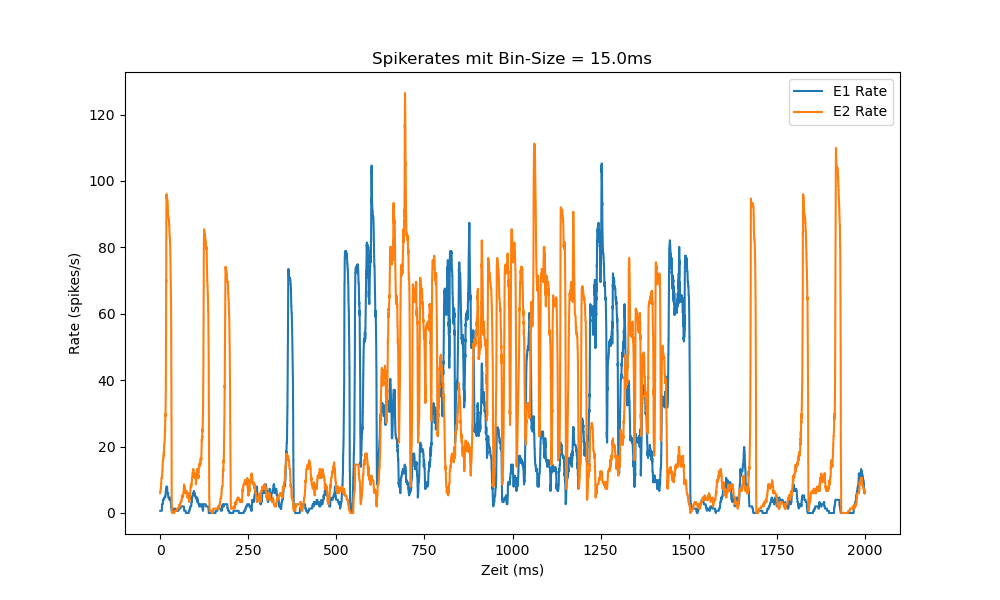 Spikerates mit Bin-Size = 15.0ms
E1 Rate
E2 Rate
120
100
80
60
40
20
0
Rate (spikes/s)
0 250 500 750 1000 1250 1500 1750 2000
Zeit (ms)